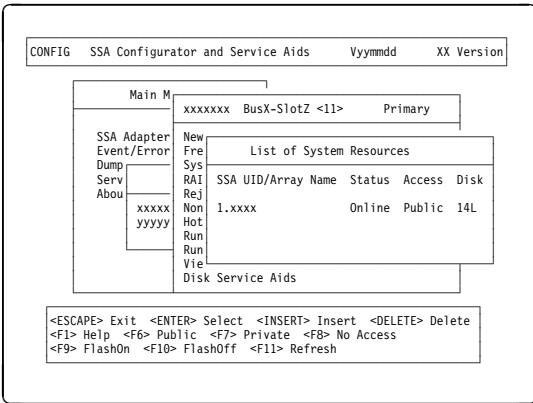 CONFIG SSA Configurator and Service Aids Vyymmdd XX Version
Main M
xxxxxxx BusX-SlotZ <11> Primary
SSA Adapter
New
Event/Error
Fre
List of System Resources
Dump
Sys
Serv
RAI
SSA UID/Array Name Status Access Disk
Abou
Rej
xxxxx
Non
1.xxxx Online Public 14L
yyyyy
Hot
Run
Run
Vie
Disk Service Aids
<ESCAPE> Exit <ENTER> Select <INSERT> Insert <DELETE> Delete
<F1> Help <F6> Public <F7> Private <F8> No Access
<F9> FlashOn <F10> FlashOff <F11> Refresh